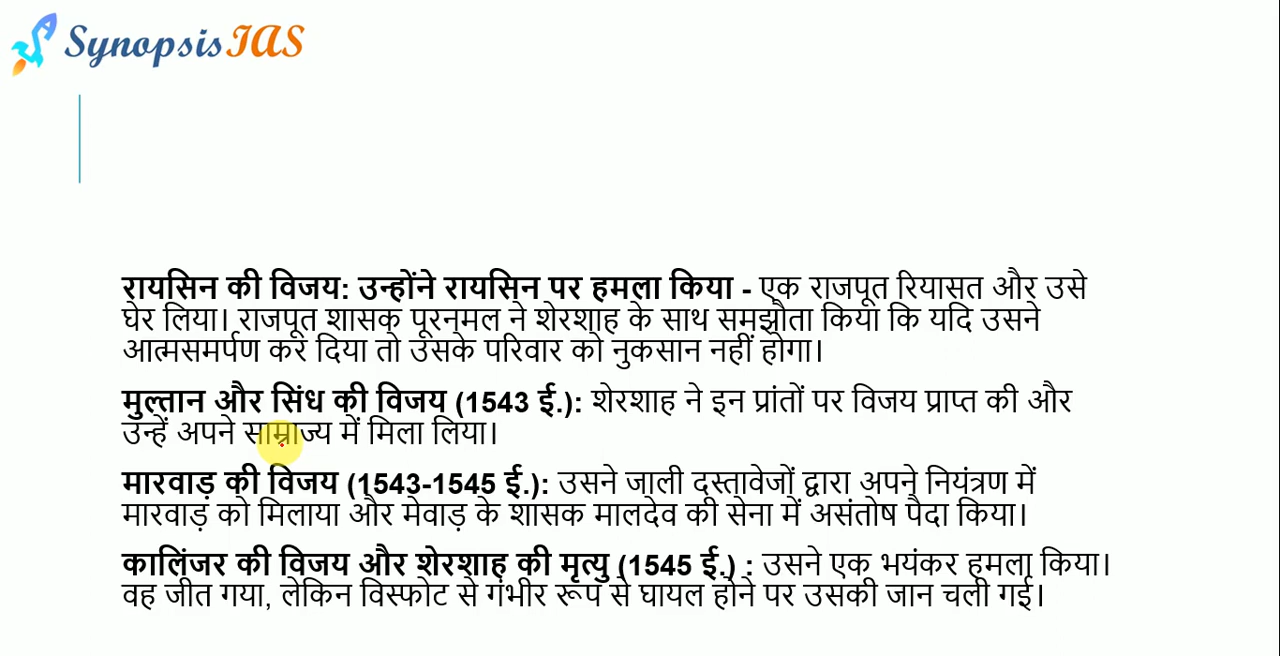 SynopsisIAS
रायसिन की विजय: उन्होंने रायसिन पर हमला किया - एक राजपूत रियासत और उसे
घेर लिया। राजपूत शासक पूरनमल ने शेरशाह के साथ समझौता किया कि यदि उसने
आत्मसमर्पण कर दिया तो उसके परिवार को नुकसान नहीं होगा।
मुल्तान और सिंध की विजय (1543 ई.): शेरशाह ने इन प्रांतों पर विजय प्राप्त की और
उन्हें अपने साम्राज्य में मिला लिया।
मारवाड़ की विजय (1543-1545 ई.): उसने जाली दस्तावेजों द्वारा अपने नियंत्रण में
मारवाड़ को मिलाया और मेवाड़ के शासक मालदेव की सेना में असंतोष पैदा किया।
कालिंजर की विजय और शेरशाह की मृत्यु (1545 ई.) : उसने एक भयंकर हमला किया।
वह जीत गया, लेकिन विस्फोट से गंभीर रूप से घायल होने पर उसकी जान चली गई।